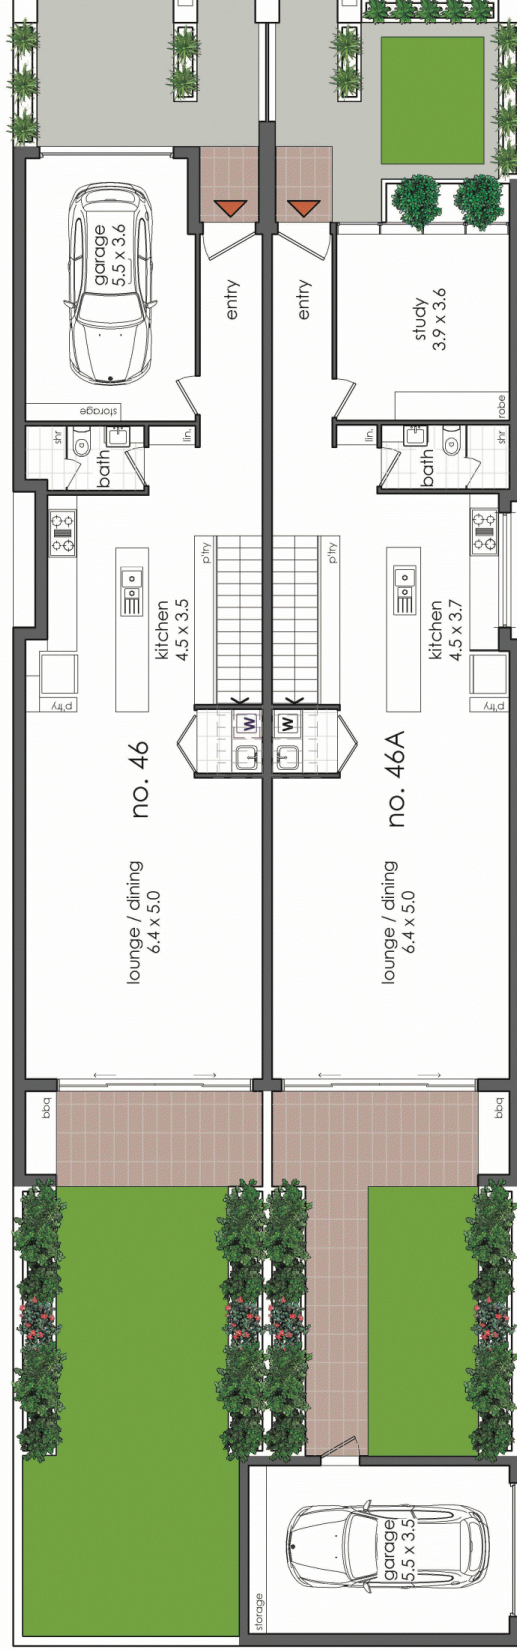 garage
5.5 x 3.6
entry
entry
study
3.9 x 3.6
storage
robe
shr
bath
lin.
lin.
bath
shr
p'try
p'try
kitchen
4.5 x 3.5
kitchen
4.5 x 3.7
p'try
p'try
W
W
no. 46
no. 46A
lounge / dining
6.4 x 5.0
lounge / dining
6.4 x 5.0
bbq
bbq
garage
5.5 x 3.5
storage